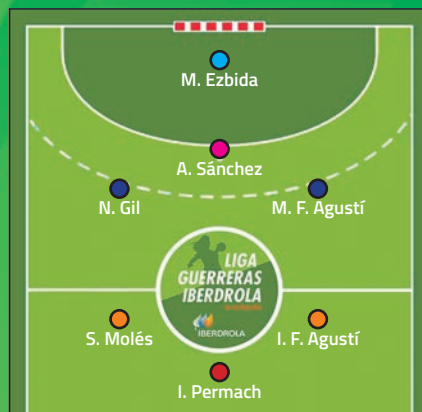 M. Ezbida
A. Sánchez
N. Gil
M. F. Agustí
LIGA
GUERRERAS
IBERDROLA
IBERDROLA
S. Molés
I. F. Agustí
I. Permach